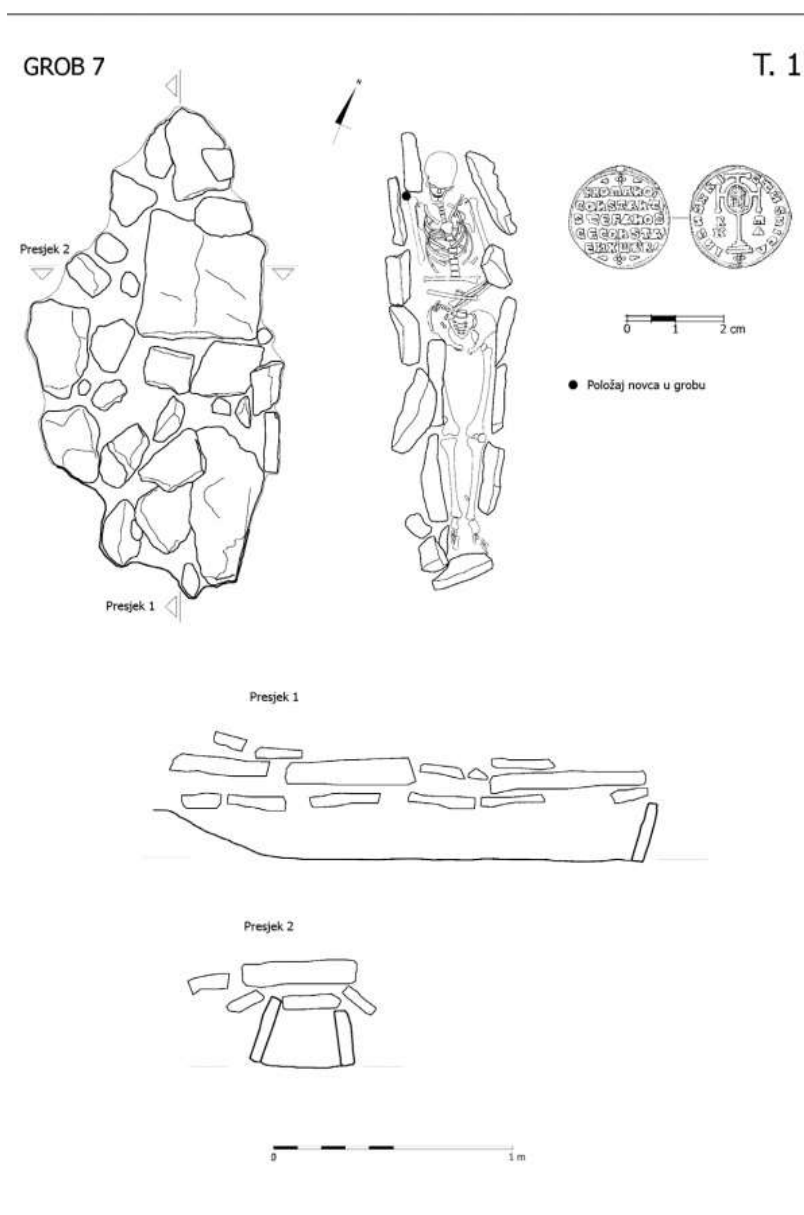 GROB 7
T. 1
N
Presjek 2
0 1 2 cm
● Položaj novca u grobu
Presjek 1
Presjek 1
Presjek 2
0 1 m